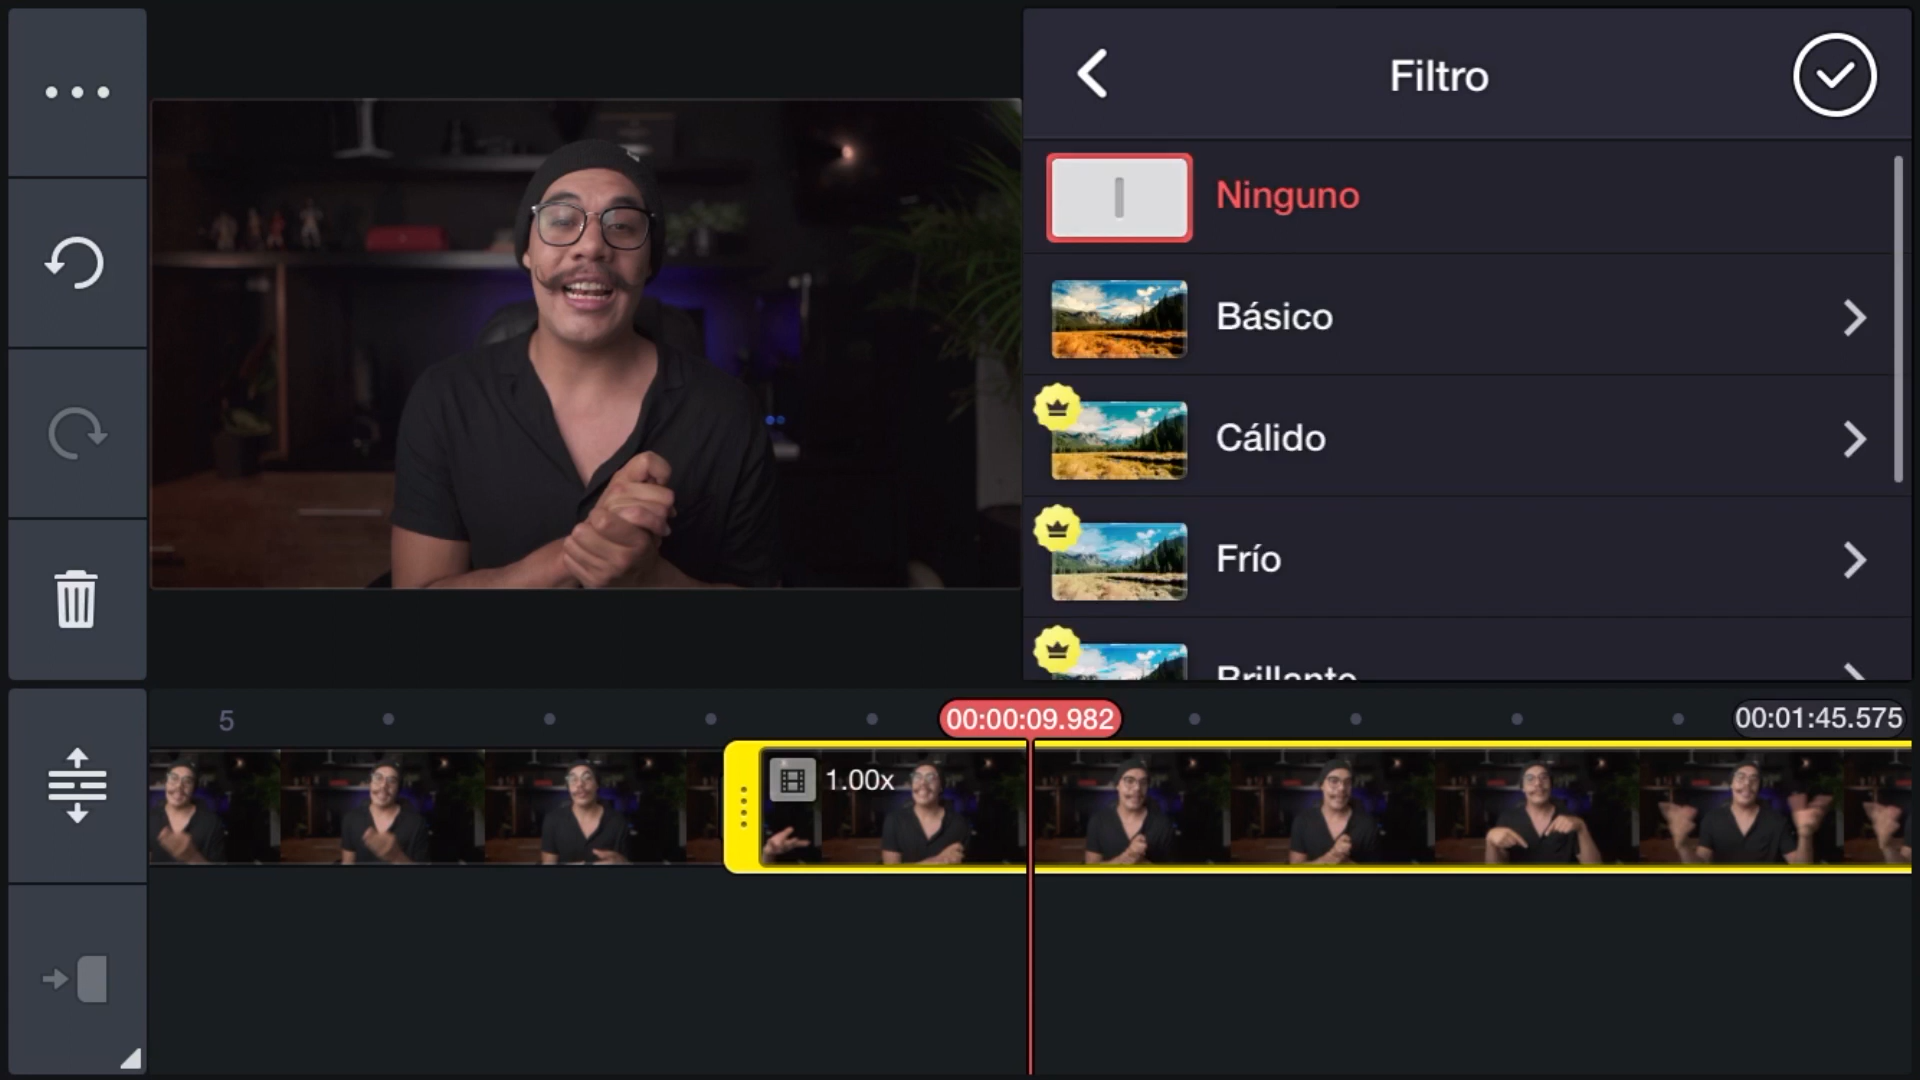 Filtro
Ninguno
Básico
Cálido
Frío
Brillante
5
00:00:09.982
00:01:45.575
1.00x